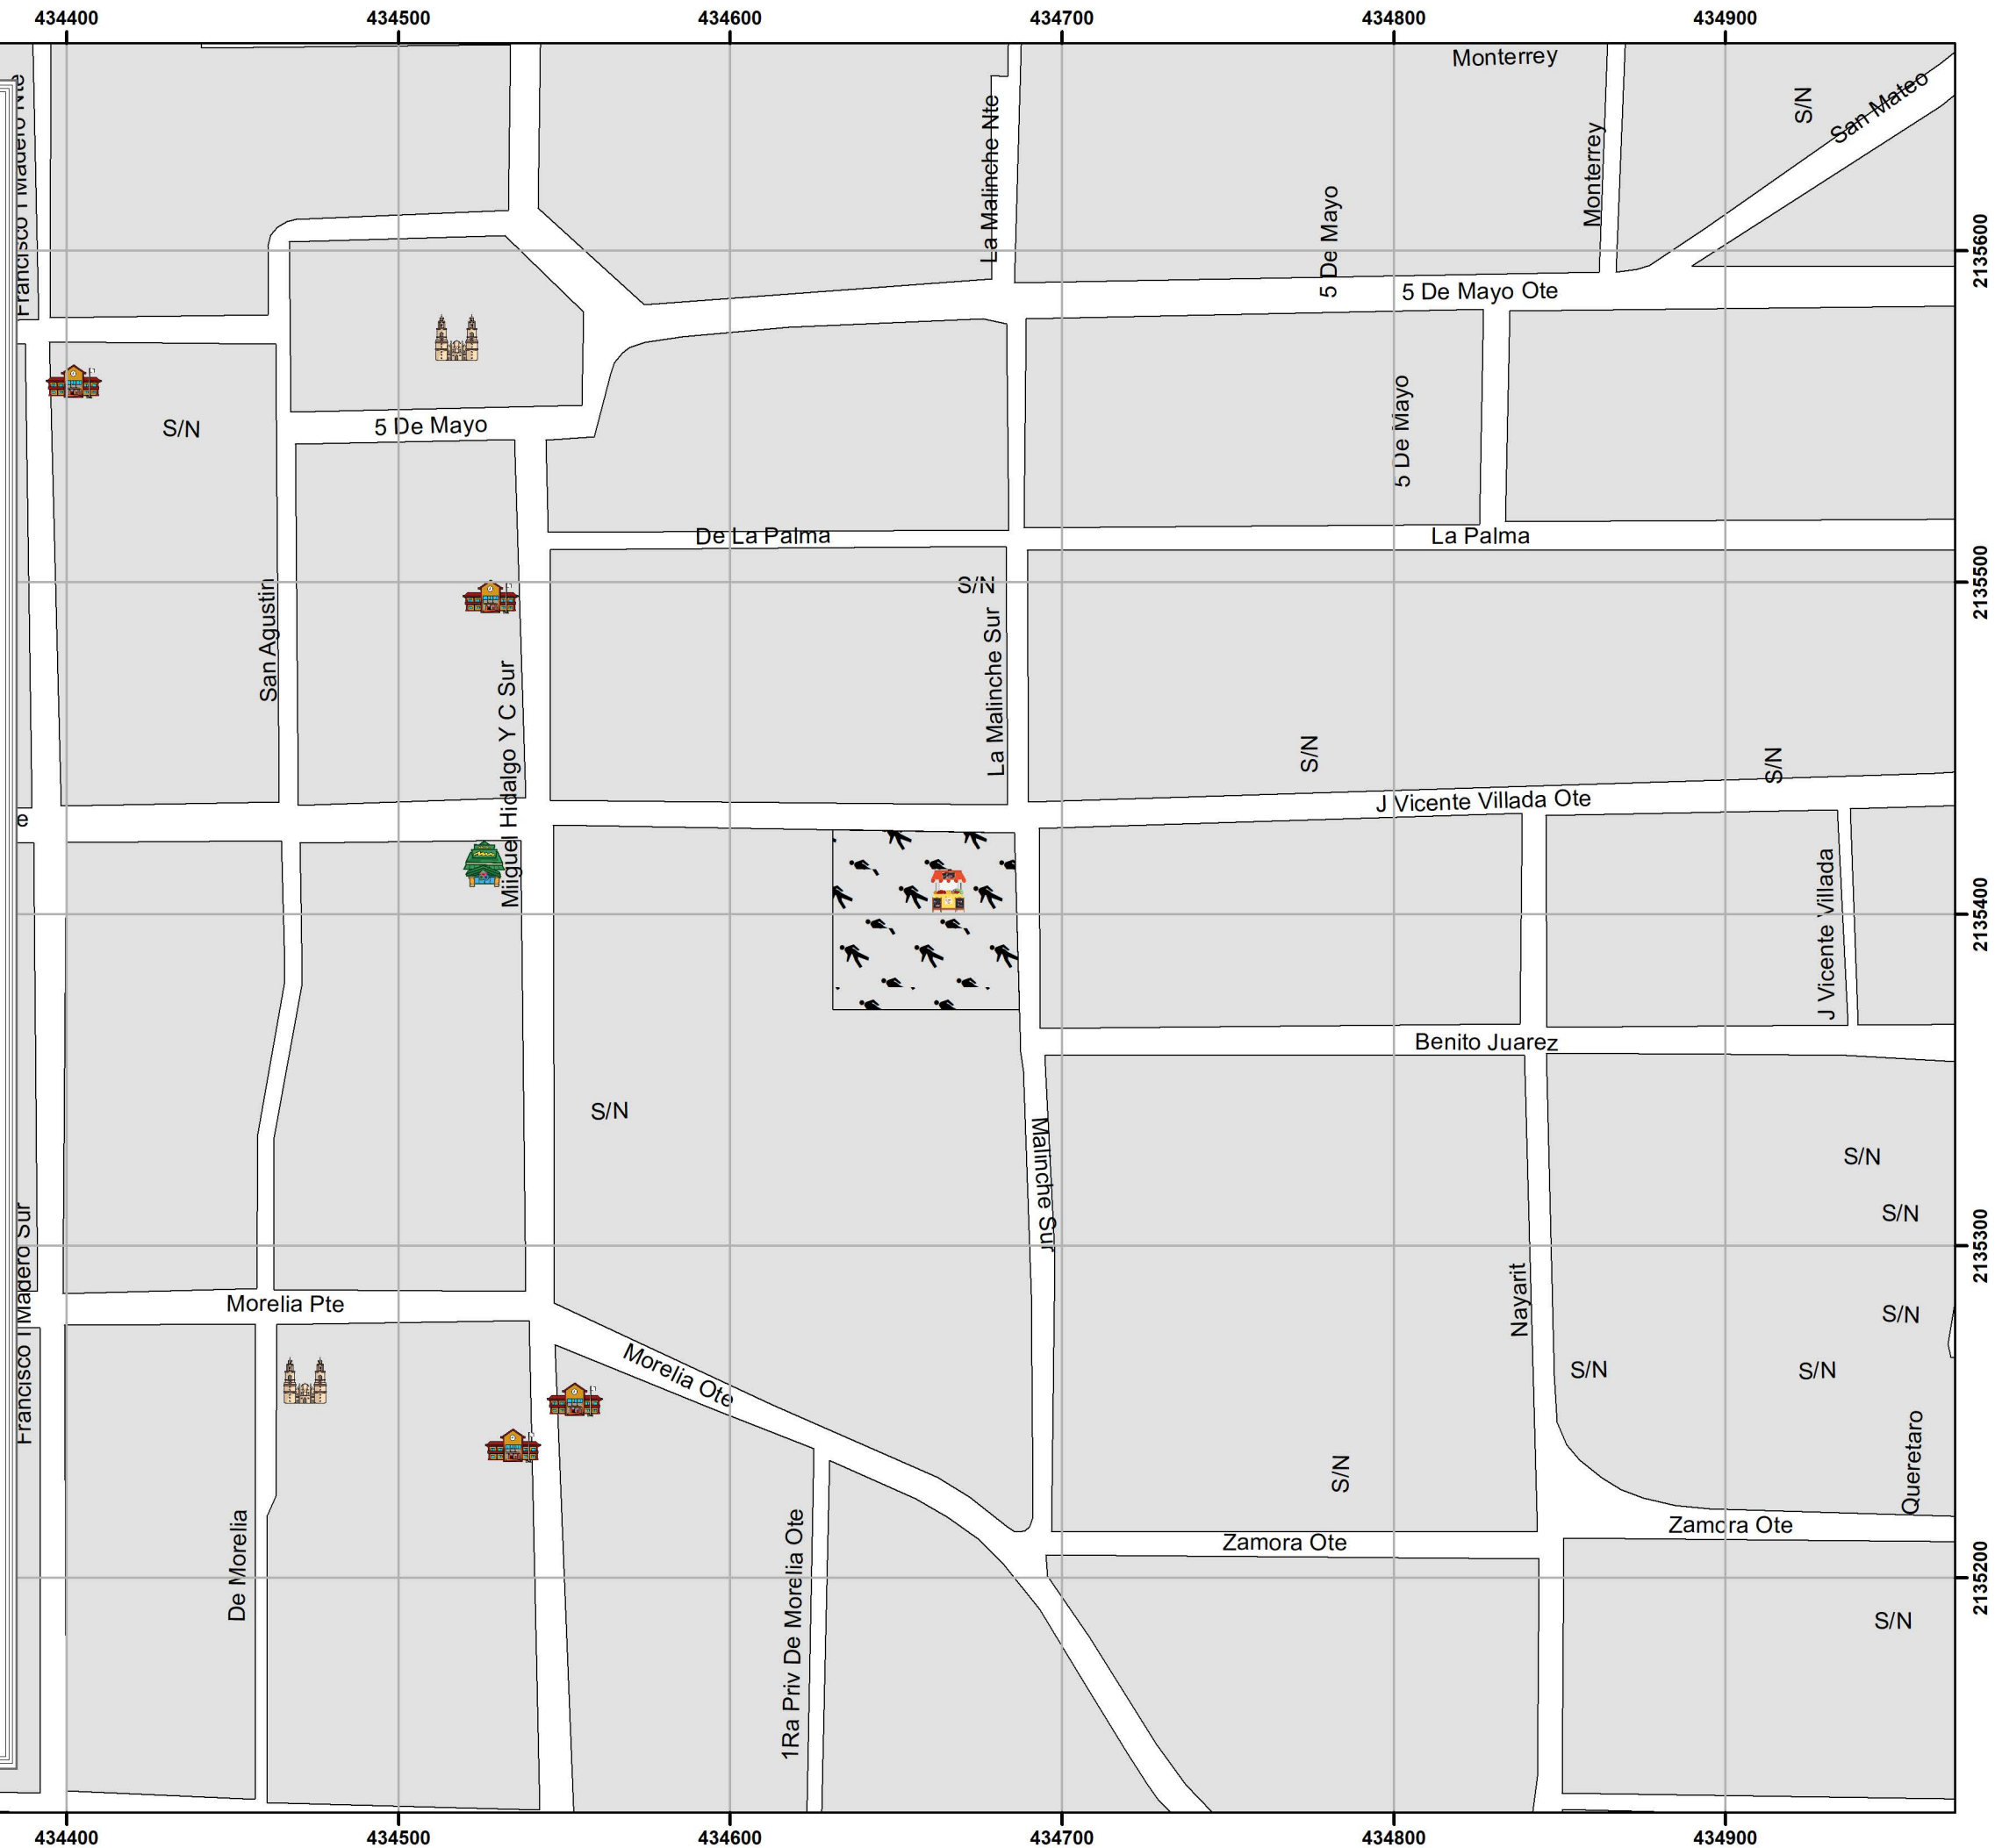 434400 434500 434600 434700 434800 434900
Monterrey
San Mateo
S/N
Francisco I Madero Nte
La Malinche Nte
Monterrey
5 De Mayo
2135600
5 De Mayo Ote
S/N
5 De Mayo
5 De Mayo
De La Palma
La Palma
S/N
2135500
San Agustin
Miiguel Hidalgo Y C Sur
La Malinche Sur
S/N
S/N
e
J Vicente Villada Ote
J Vicente Villada
2135400
Benito Juarez
S/N
Malinche Sur
S/N
S/N
2135300
Francisco I Madero Sur
Morelia Pte
Nayarit
S/N
Morelia Ote
S/N
S/N
Queretaro
S/N
Zamora Ote
Zamora Ote
De Morelia
1Ra Priv De Morelia Ote
2135200
S/N
434400 434500 434600 434700 434800 434900